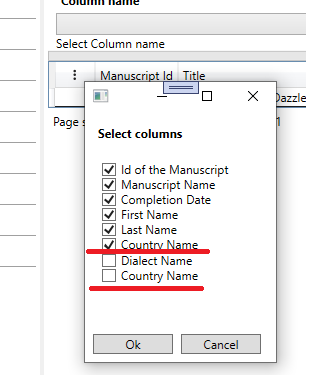 Column name
Select Column name
Manuscript Id Title
Dazzle
Page s
1
Select columns
Id of the Manuscript
Manuscript Name
Completion Date
First Name
Last Name
Country Name
Dialect Name
Country Name
Ok Cancel